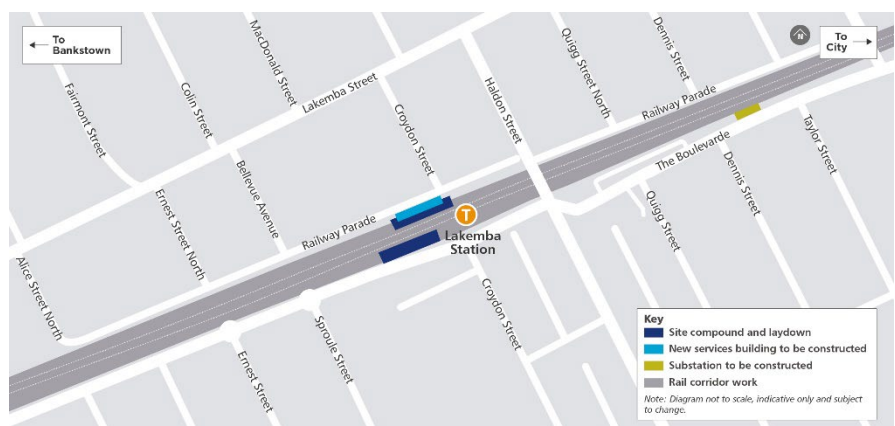 To
Bankstown
To
City
N
Fairmont Street
Colin Street
MacDonald Street
Lakemba Street
Croydon Street
Haldon Street
Quigg Street North
Dennis Street
Railway Parade
The Boulevarde
Taylor Street
Bellevue Avenue
Ernest Street North
Railway Parade
T
Lakemba
Station
Quigg Street
Dennis Street
Alice Street North
Sproule Street
Ernest Street
Croydon Street
Key
Site compound and laydown
New services building to be constructed
Substation to be constructed
Rail corridor work
Note: Diagram not to scale, indicative only and subject
to change.